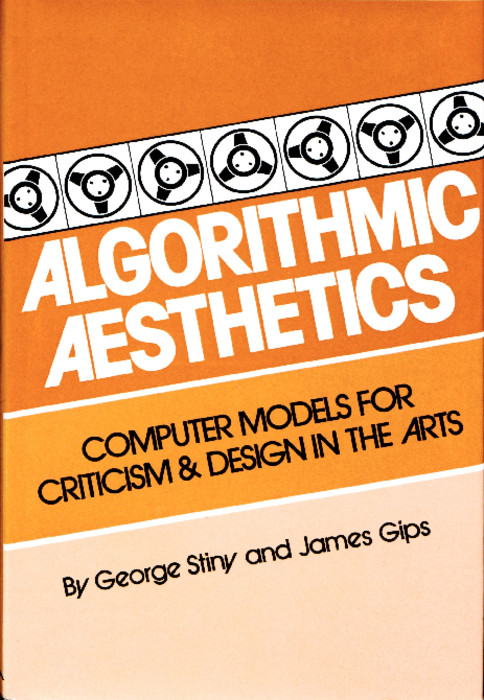 ALGORITHMIC
AESTHETICS
COMPUTER MODELS FOR
CRITICISM & DESIGN IN THE ARTS
By George Stiny and James Gips